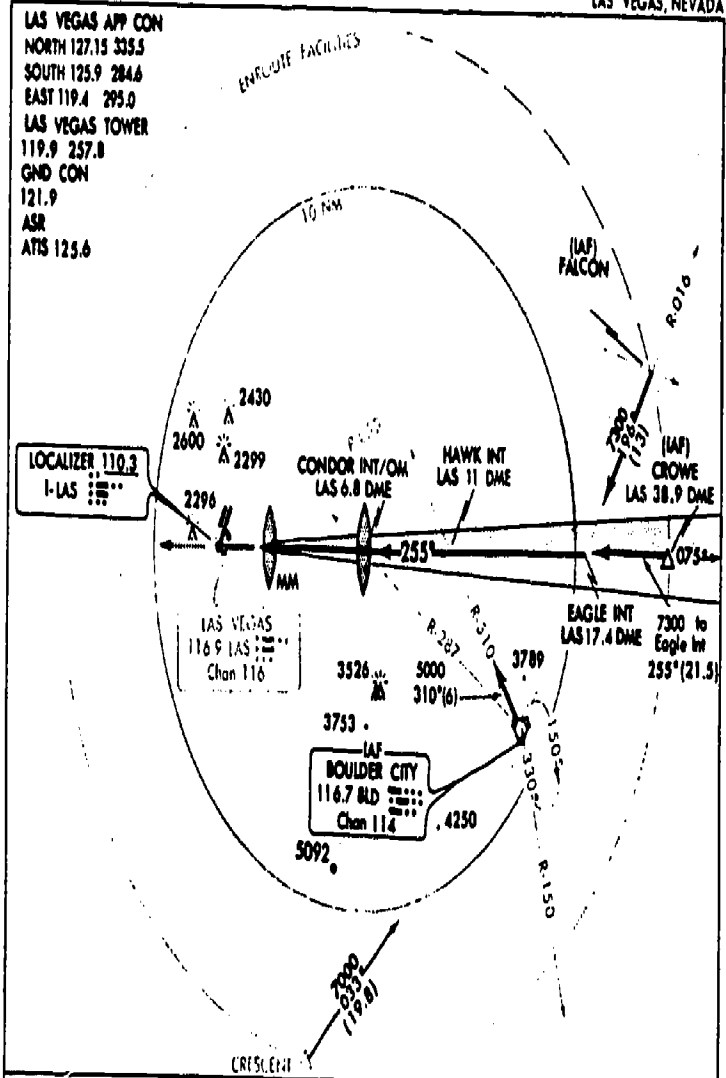 LAS VEGAS, NEVADA
LAS VEGAS APP CON
NORTH 127.15 335.5
SOUTH 125.9 284.6
EAST 119.4 295.0
LAS VEGAS TOWER
119.9 257.8
GND CON
121.9
ASR
ATIS 125.6
ENROUTE FACILITIES
10 NM
(IAF)
FALCON
R-016
7300
(13)
2430
2600
2299
2296
LOCALIZER 110.3
I-LAS
CONDOR INT/OM
LAS 6.8 DME
HAWK INT
LAS 11 DME
(IAF)
CROWE
LAS 38.9 DME
255°
075°
MM
EAGLE INT
LAS 17.4 DME
7300 to
Eagle Int
255° (21.5)
LAS VEGAS
116.9 LAS
Chan 116
R-287
R-310
3526
5000
310°(6)
3789
3753
IAF
BOULDER CITY
116.7 BLD
Chan 114
150°
330°
R-150
4250
5092
7000
033°
(19.8)
CRESCENT